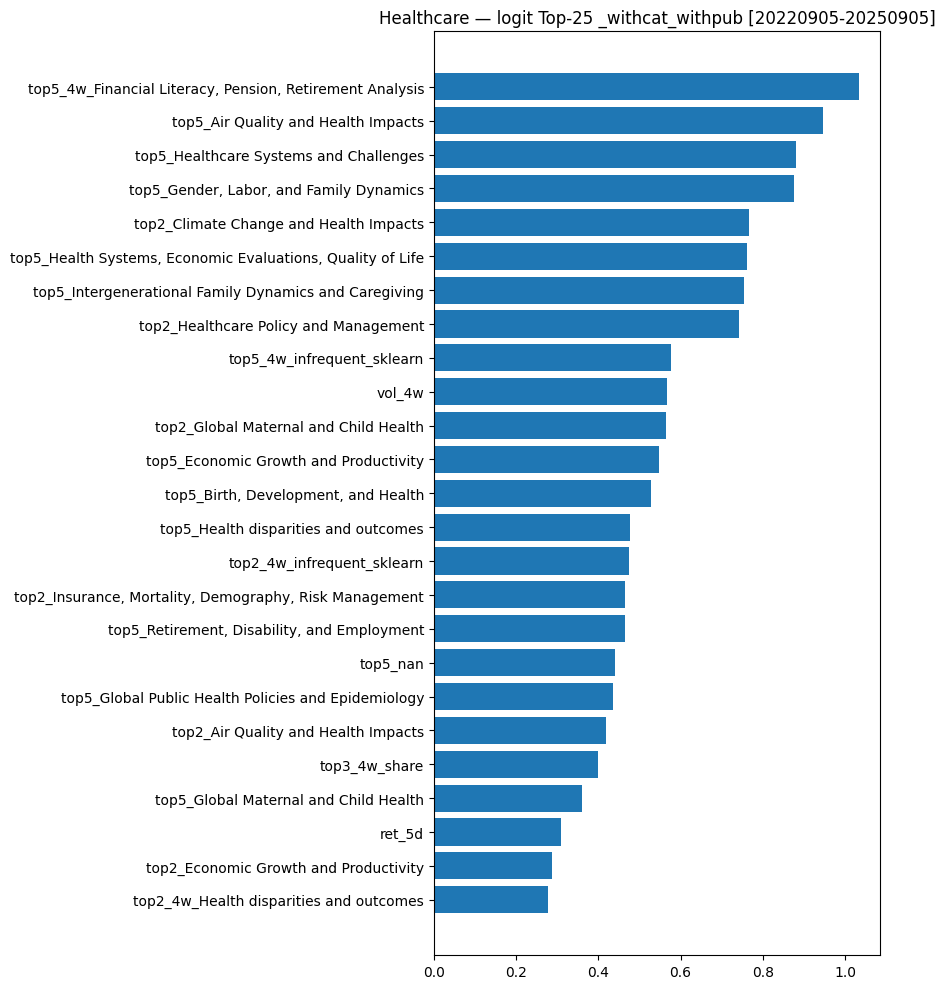 Healthcare — logit Top-25 _withcat_withpub [20220905-20250905]
top5_4w_Financial Literacy, Pension, Retirement Analysis
top5_Air Quality and Health Impacts
top5_Healthcare Systems and Challenges
top5_Gender, Labor, and Family Dynamics
top2_Climate Change and Health Impacts
top5_Health Systems, Economic Evaluations, Quality of Life
top5_Intergenerational Family Dynamics and Caregiving
top2_Healthcare Policy and Management
top5_4w_infrequent_sklearn
vol_4w
top2_Global Maternal and Child Health
top5_Economic Growth and Productivity
top5_Birth, Development, and Health
top5_Health disparities and outcomes
top2_4w_infrequent_sklearn
top2_Insurance, Mortality, Demography, Risk Management
top5_Retirement, Disability, and Employment
top5_nan
top5_Global Public Health Policies and Epidemiology
top2_Air Quality and Health Impacts
top3_4w_share
top5_Global Maternal and Child Health
ret_5d
top2_Economic Growth and Productivity
top2_4w_Health disparities and outcomes
0.0 0.2 0.4 0.6 0.8 1.0